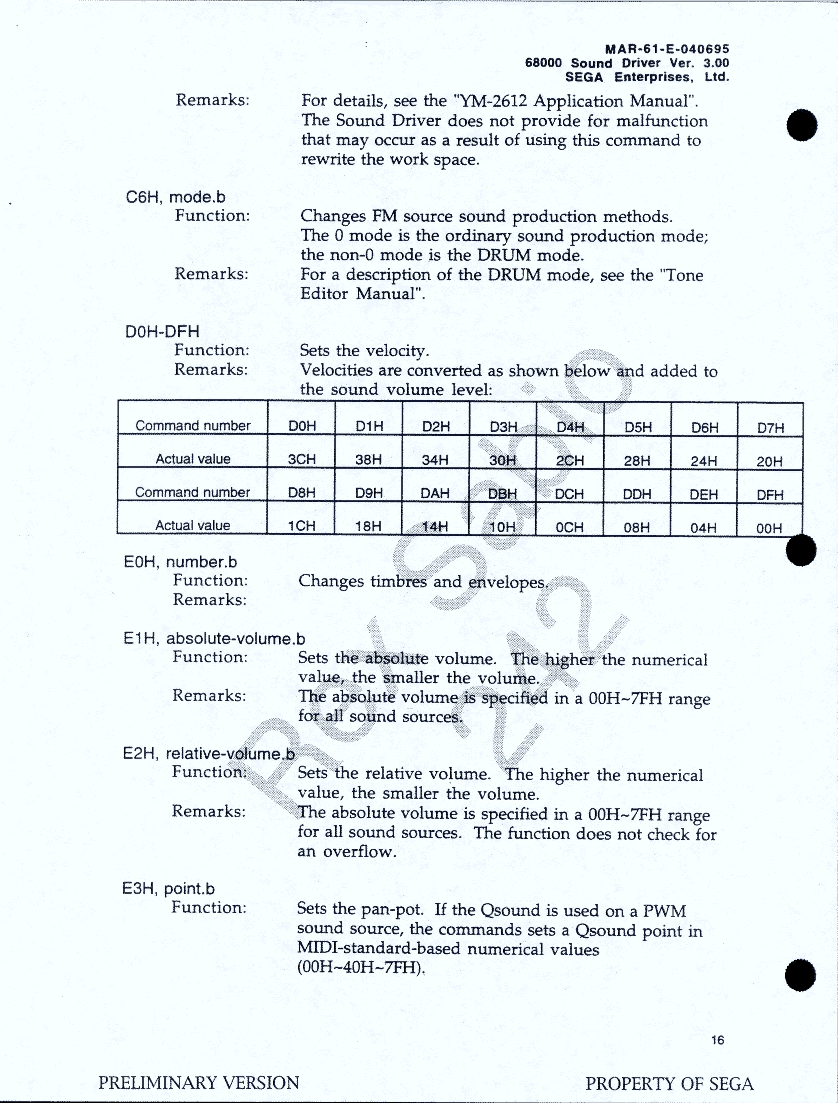 MAR-61-E-040695
68000 Sound Driver Ver. 3.00
SEGA Enterprises, Ltd.
Remarks: For details, see the "YM-2612 Application Manual".
The Sound Driver does not provide for malfunction
that may occur as a result of using this command to
rewrite the work space.
C6H, mode.b
Function: Changes FM source sound production methods.
The 0 mode is the ordinary sound production mode;
the non-0 mode is the DRUM mode.
Remarks: For a description of the DRUM mode, see the "Tone
Editor Manual".
D0H-DFH
Function: Sets the velocity.
Remarks: Velocities are converted as shown below and added to
the sound volume level:
Command number D0H D1H D2H D3H D4H D5H D6H D7H
Actual value 3CH 38H 34H 30H 2CH 28H 24H 20H
Command number D8H D9H DAH DBH DCH DDH DEH DFH
Actual value 1CH 18H 14H 10H 0CH 08H 04H 00H
E0H, number.b
Function: Changes timbres and envelopes.
Remarks:
E1H, absolute-volume.b
Function: Sets the absolute volume. The higher the numerical
value, the smaller the volume.
Remarks: The absolute volume is specified in a 00H~7FH range
for all sound sources.
E2H, relative-volume.b
Function: Sets the relative volume. The higher the numerical
value, the smaller the volume.
Remarks: The absolute volume is specified in a 00H~7FH range
for all sound sources. The function does not check for
an overflow.
E3H, point.b
Function: Sets the pan-pot. If the Qsound is used on a PWM
sound source, the commands sets a Qsound point in
MIDI-standard-based numerical values
(00H~40H~7FH).
Rex Sabio
242
16
PRELIMINARY VERSION PROPERTY OF SEGA